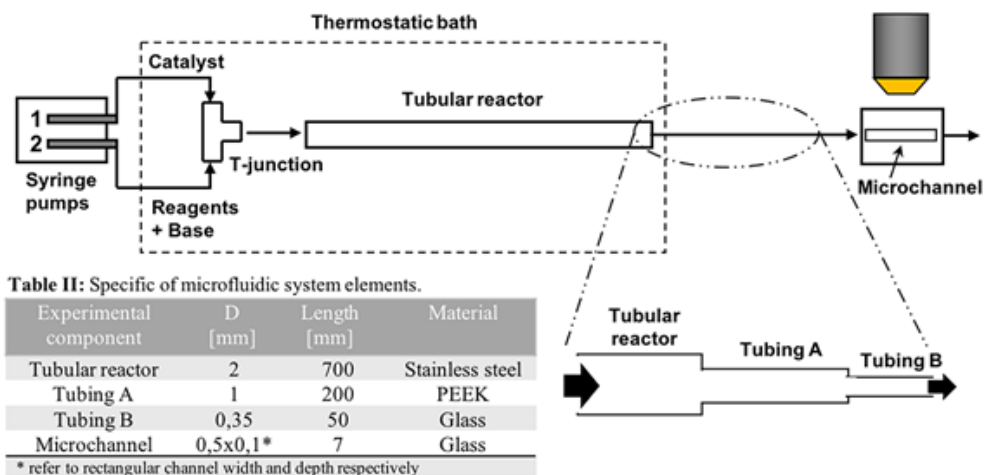 Thermostatic bath
Catalyst
Tubular reactor
1
2
T-junction
Syringe
pumps
Reagents
+ Base
Microchannel
Table II: Specific of microfluidic system elements.
Experimental component D [mm] Length [mm] Material
Tubular reactor 2 700 Stainless steel
Tubing A 1 200 PEEK
Tubing B 0,35 50 Glass
Microchannel 0,5x0,1* 7 Glass
* refer to rectangular channel width and depth respectively
Tubular
reactor
Tubing A
Tubing B